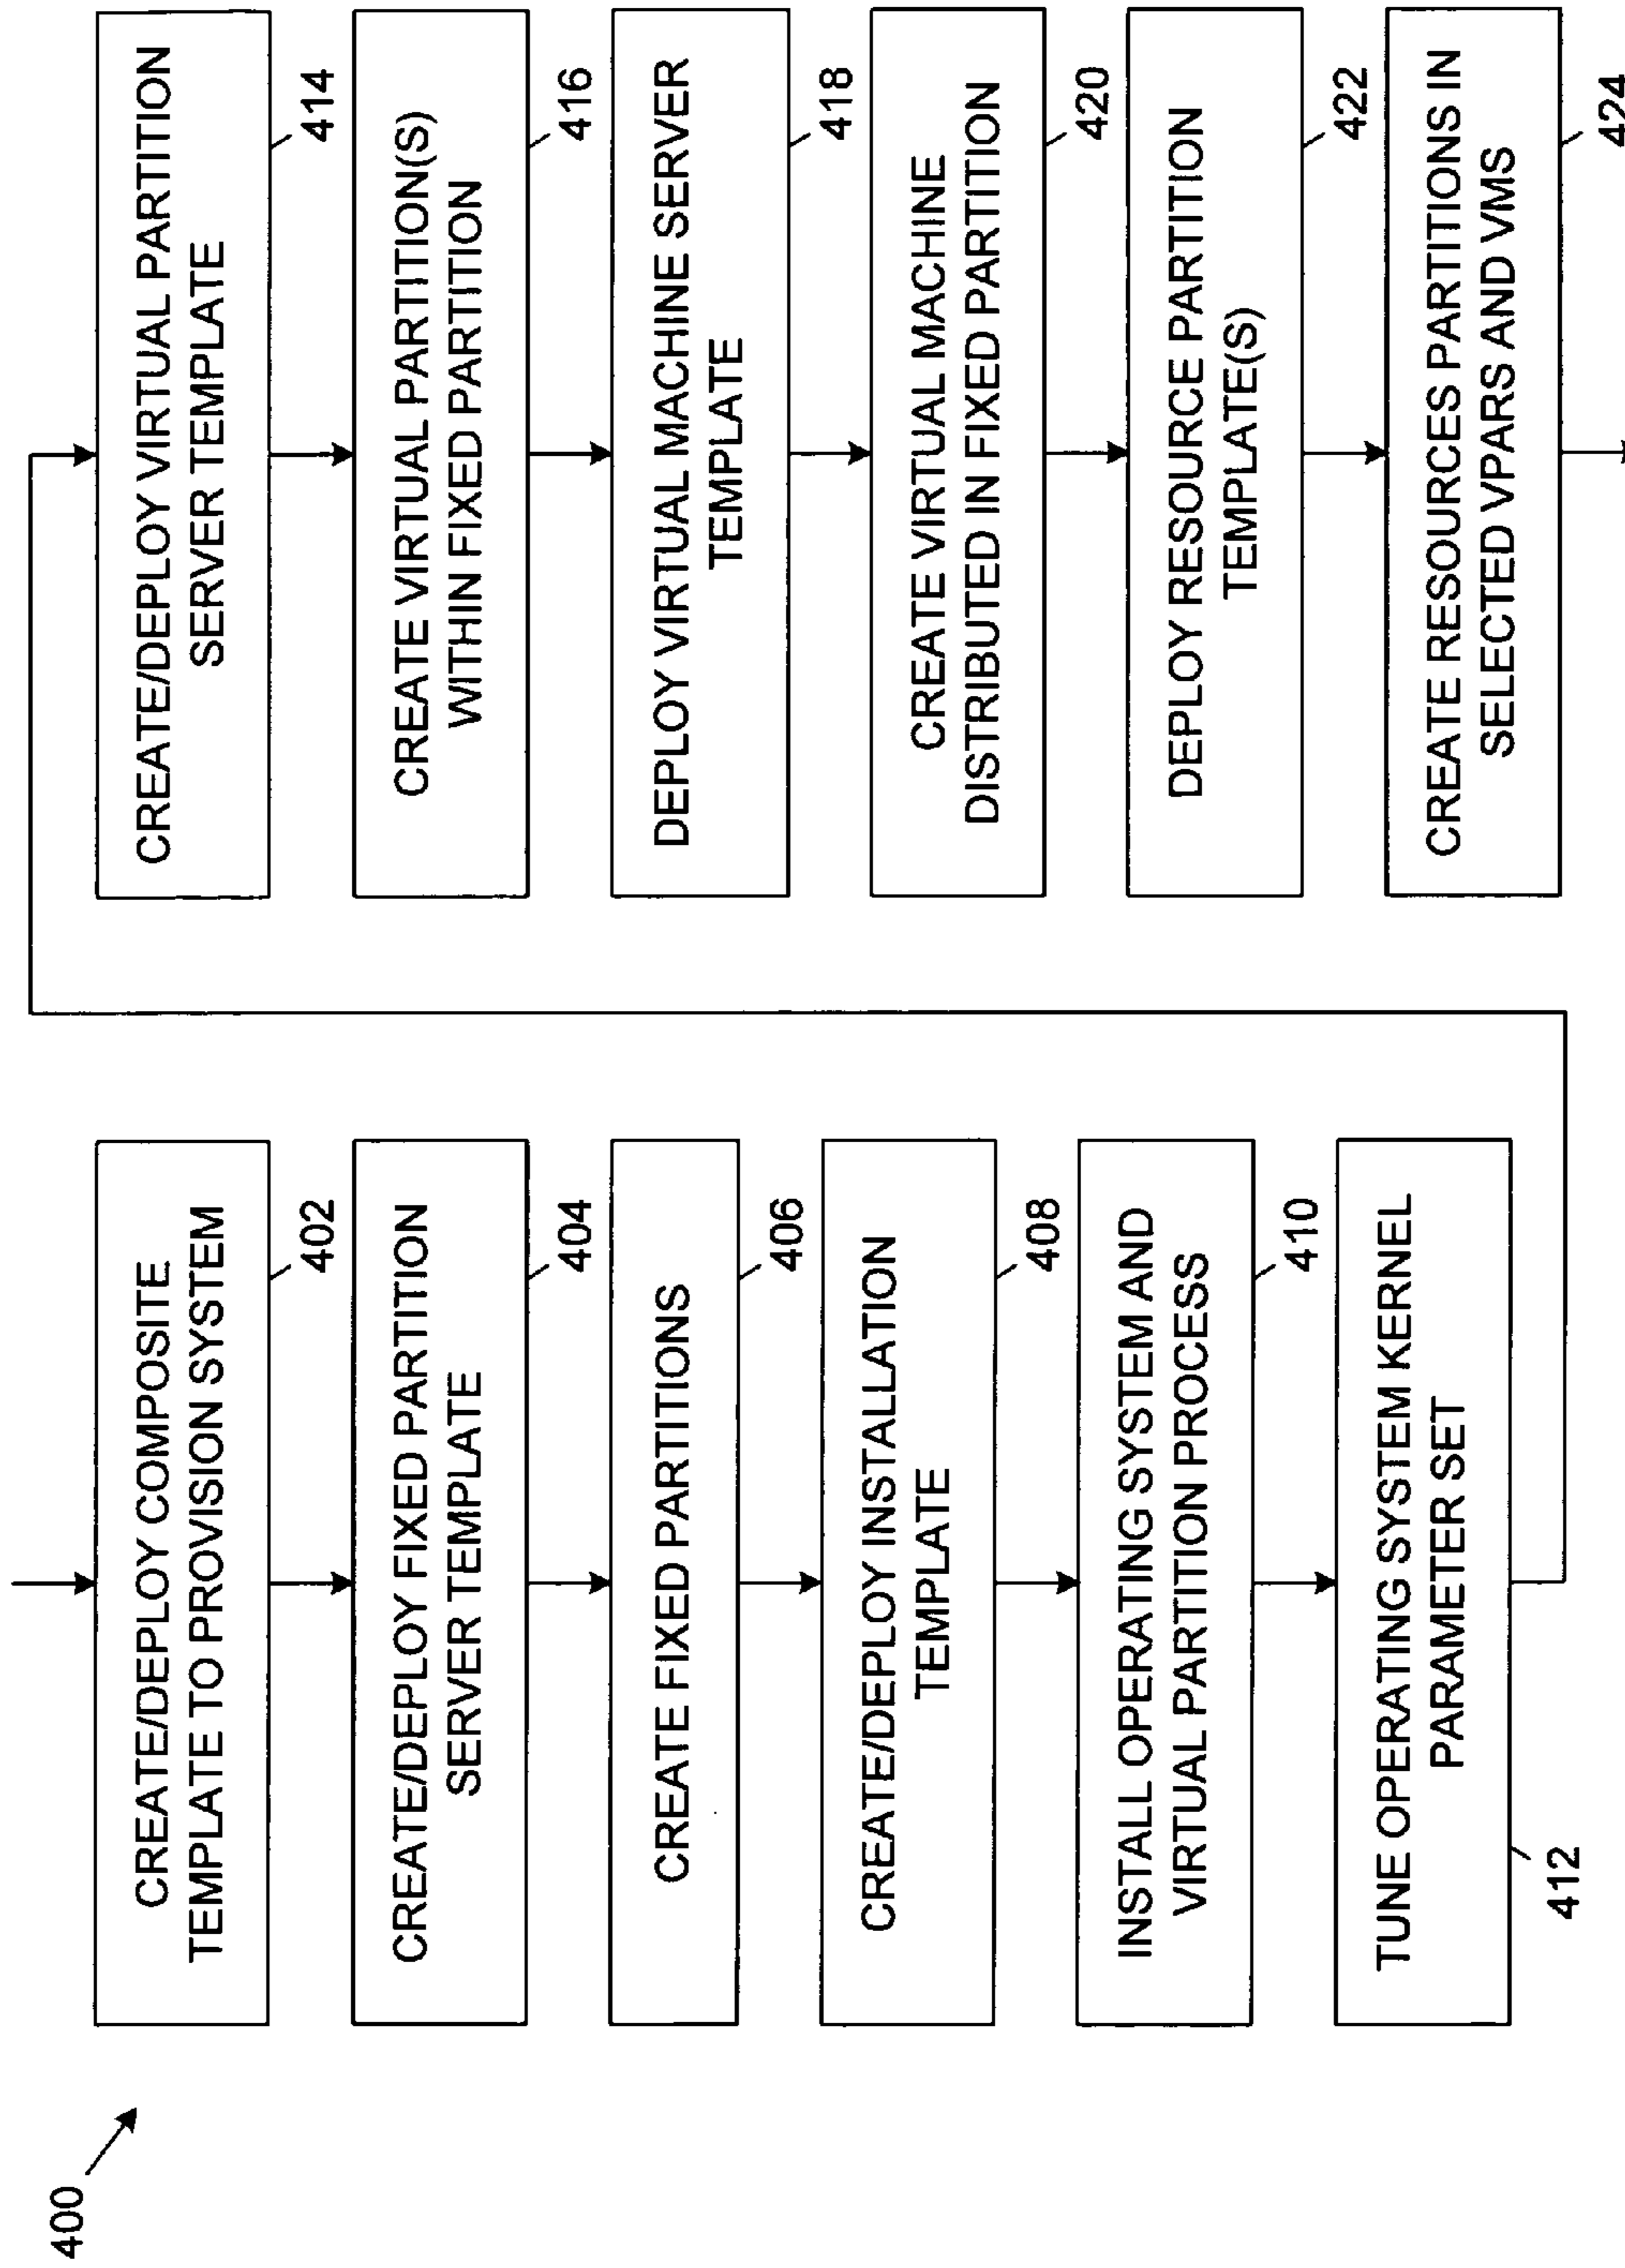 400
CREATE/DEPLOY COMPOSITE
TEMPLATE TO PROVISION SYSTEM
402
CREATE/DEPLOY FIXED PARTITION
SERVER TEMPLATE
404
CREATE FIXED PARTITIONS
406
CREATE/DEPLOY INSTALLATION
TEMPLATE
408
INSTALL OPERATING SYSTEM AND
VIRTUAL PARTITION PROCESS
410
TUNE OPERATING SYSTEM KERNEL
PARAMETER SET
412
CREATE/DEPLOY VIRTUAL PARTITION
SERVER TEMPLATE
414
CREATE VIRTUAL PARTITION(S)
WITHIN FIXED PARTITION
416
DEPLOY VIRTUAL MACHINE SERVER
TEMPLATE
418
CREATE VIRTUAL MACHINE
DISTRIBUTED IN FIXED PARTITION
420
DEPLOY RESOURCE PARTITION
TEMPLATE(S)
422
CREATE RESOURCES PARTITIONS IN
SELECTED VPARS AND VMS
424